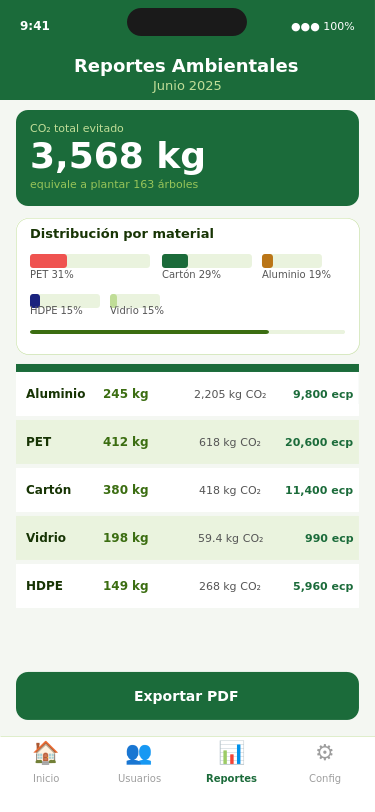 9:41 ●●● 100%
Reportes Ambientales
Junio 2025
CO₂ total evitado
3,568 kg
equivale a plantar 163 árboles
Distribución por material
PET 31% Cartón 29% Aluminio 19%
HDPE 15% Vidrio 15%
Aluminio 245 kg 2,205 kg CO₂ 9,800 ecp
PET 412 kg 618 kg CO₂ 20,600 ecp
Cartón 380 kg 418 kg CO₂ 11,400 ecp
Vidrio 198 kg 59.4 kg CO₂ 990 ecp
HDPE 149 kg 268 kg CO₂ 5,960 ecp
Exportar PDF
Inicio Usuarios Reportes Config